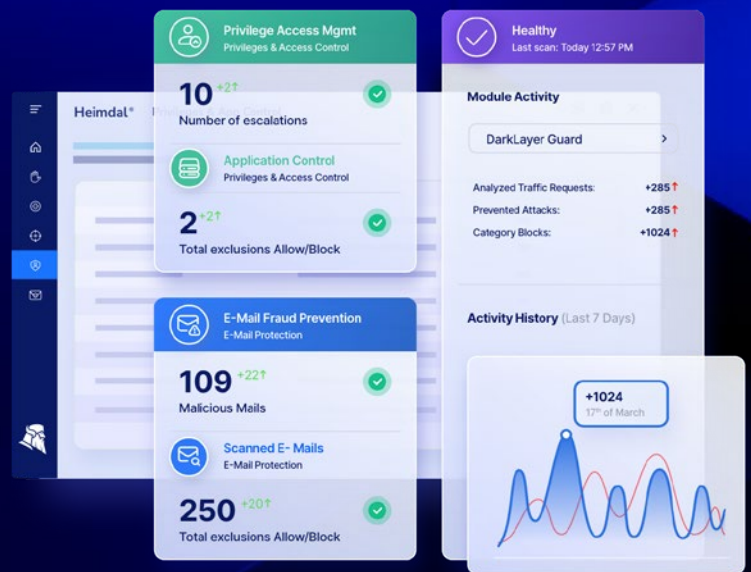 Privilege Access Mgmt
Privileges & Access Control
10 +2↑
Number of escalations
Application Control
Privileges & Access Control
2 +2↑
Total exclusions Allow/Block
Heimdal®
E-Mail Fraud Prevention
E-Mail Protection
109 +22↑
Malicious Mails
Scanned E- Mails
E-Mail Protection
250 +20↑
Total exclusions Allow/Block
Healthy
Last scan: Today 12:57 PM
Module Activity
DarkLayer Guard >
Analyzed Traffic Requests: +285↑
Prevented Attacks: +285↑
Category Blocks: +1024↑
Activity History (Last 7 Days)
+1024
17th of March